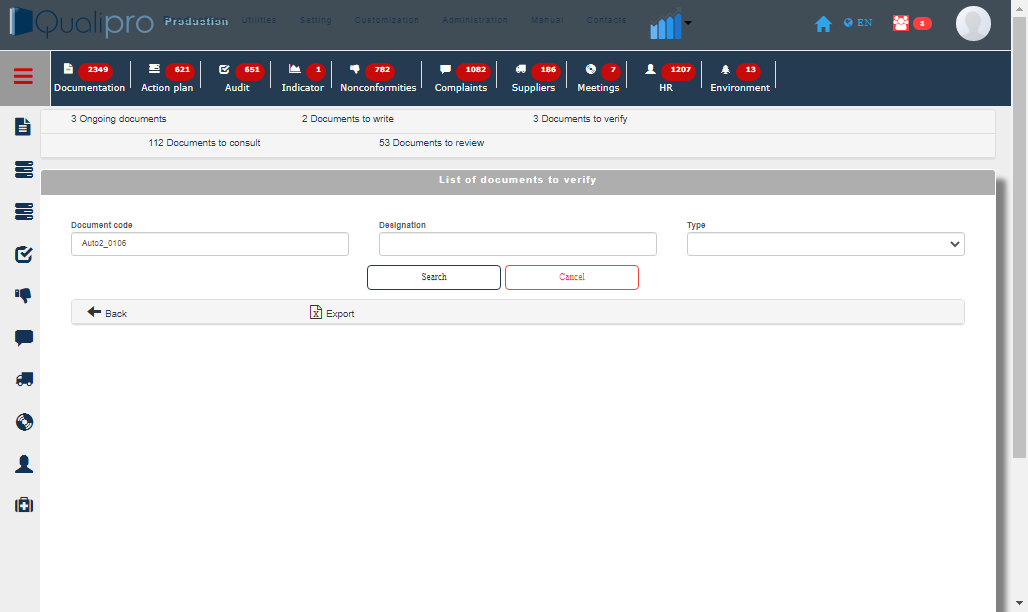 Qualipro Production Utilities Setting Customization Administration Manual Contacts EN 8
2349 621 651 1 782 1082 186 7 1207 13
Documentation Action plan Audit Indicator Nonconformities Complaints Suppliers Meetings HR Environment
3 Ongoing documents 2 Documents to write 3 Documents to verify
112 Documents to consult 53 Documents to review
List of documents to verify
Document code Designation Type
Auto2_0106
Search Cancel
Back Export